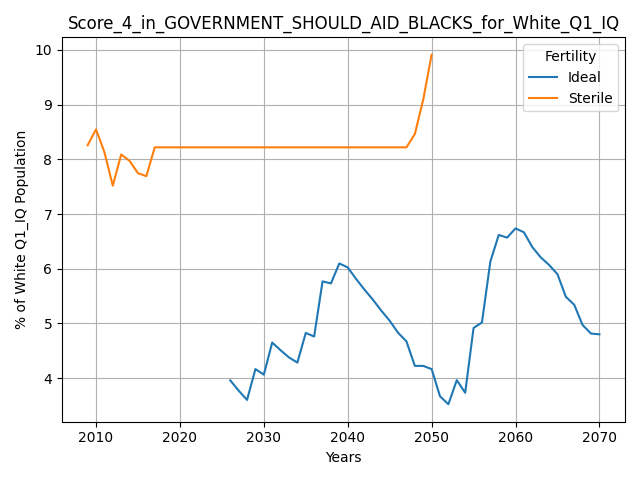 Score_4_in_GOVERNMENT_SHOULD_AID_BLACKS_for_White_Q1_IQ
Fertility
Ideal
Sterile
% of White Q1_IQ Population
10
9
8
7
6
5
4
2010 2020 2030 2040 2050 2060 2070
Years